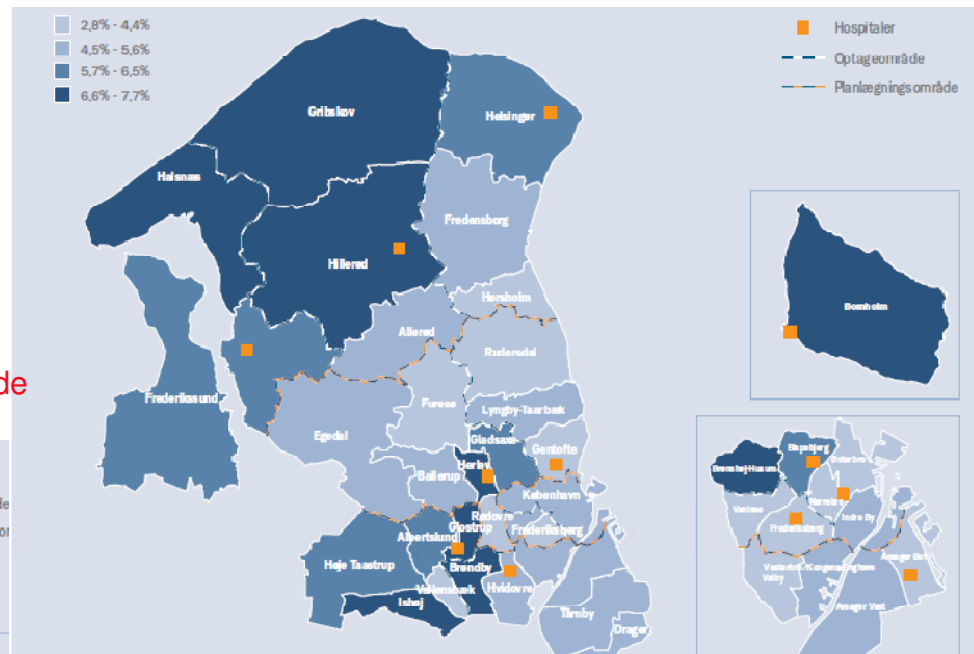 2,8% - 4,4%
4,5% - 5,6%
5,7% - 6,5%
6,6% - 7,7%
Hospitaler
Optageområde
Planlægningsområde
Gribskov
Helsingør
Halsnæs
Fredensborg
Hillerød
Hørsholm
Bornholm
Allerød
Rudersdal
de
Frederikssund
Furesø
Lyngby-Taarbæk
Egedal
Gladsaxe
Gentofte
Herlev
Ballerup
København
Rødovre
Glostrup
Frederiksberg
Albertslund
Høje Taastrup
Brøndby
Vallensbæk
Hvidovre
Ishøj
Tårnby
Dragør
Bispebjerg
Østerbro
Brønshøj-Husum
Nørrebro
Vanløse
Indre By
Frederiksberg
Amager Øst
Valby
Amager Vest